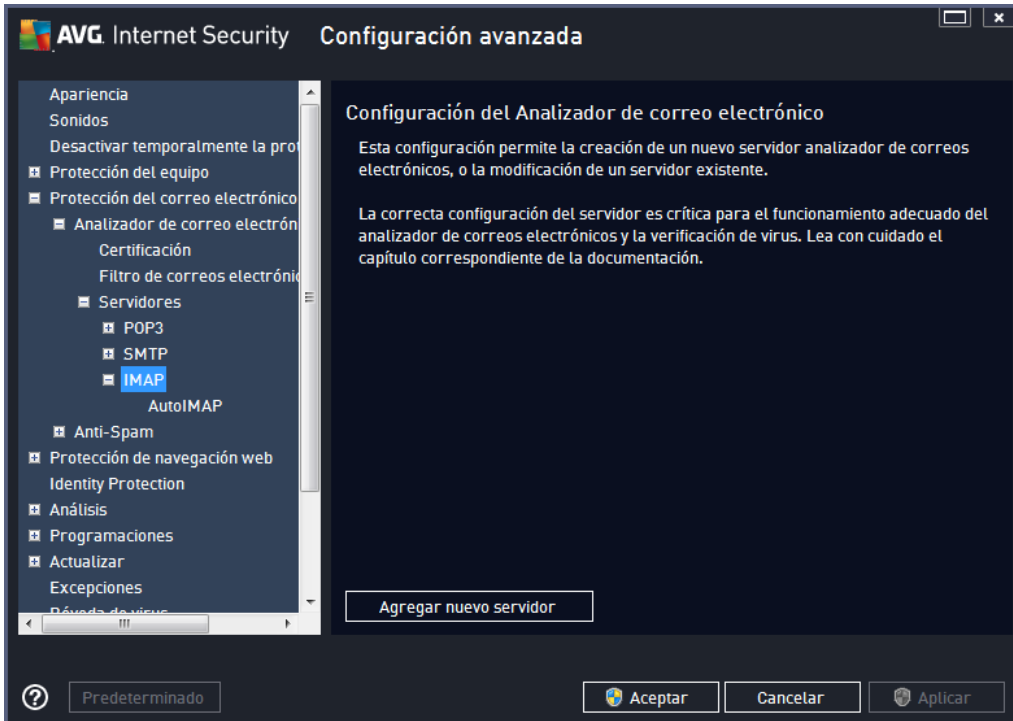 AVG. Internet Security Configuración avanzada
Apariencia
Sonidos
Desactivar temporalmente la prot
Protección del equipo
Protección del correo electrónico
Analizador de correo electrón
Certificación
Filtro de correos electrónic
Servidores
POP3
SMTP
IMAP
AutoIMAP
Anti-Spam
Protección de navegación web
Identity Protection
Análisis
Programaciones
Actualizar
Excepciones
Bóveda de virus
Configuración del Analizador de correo electrónico
Esta configuración permite la creación de un nuevo servidor analizador de correos
electrónicos, o la modificación de un servidor existente.
La correcta configuración del servidor es crítica para el funcionamiento adecuado del
analizador de correos electrónicos y la verificación de virus. Lea con cuidado el
capítulo correspondiente de la documentación.
Agregar nuevo servidor
Predeterminado
Aceptar
Cancelar
Aplicar